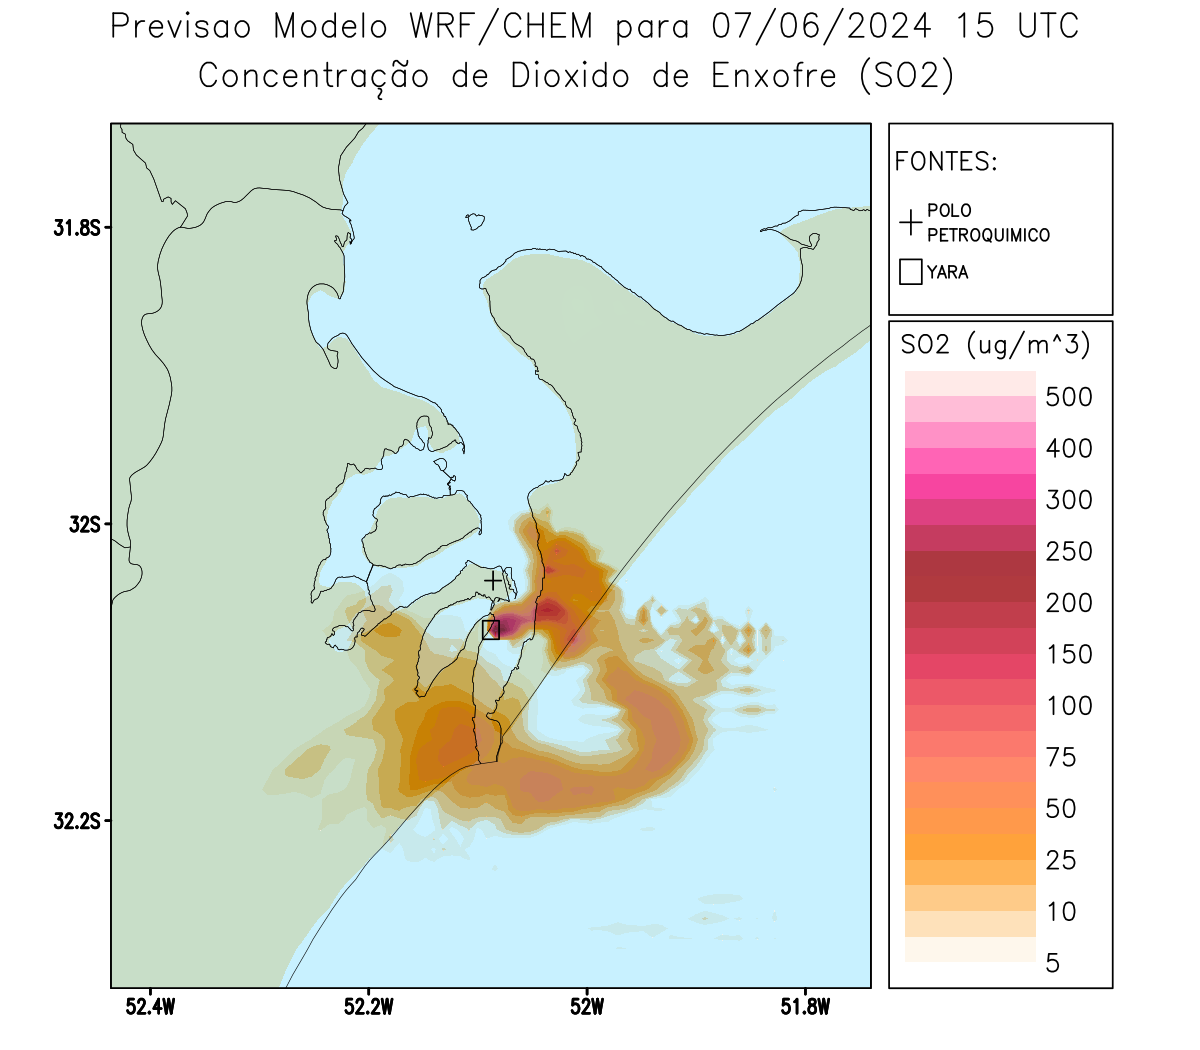 Previsao Modelo WRF/CHEM para 07/06/2024 15 UTC
Concentração de Dioxido de Enxofre (SO2)
FONTES:
POLO
PETROQUIMICO
YARA
SO2 (ug/m^3)
500
400
300
250
200
150
100
75
50
25
10
5
31.8S
32S
32.2S
52.4W
52.2W
52W
51.8W